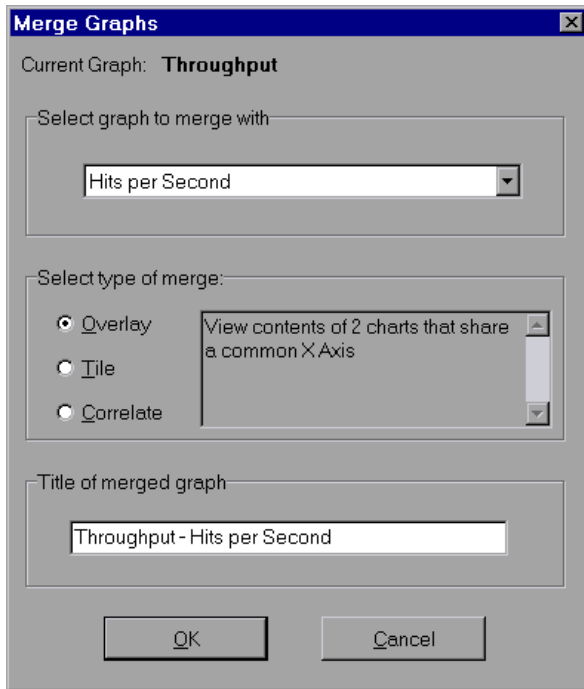 Merge Graphs
Current Graph: Throughput
Select graph to merge with
Hits per Second
Select type of merge:
Overlay
Tile
Correlate
View contents of 2 charts that share
a common X Axis
Title of merged graph
Throughput - Hits per Second
OK
Cancel